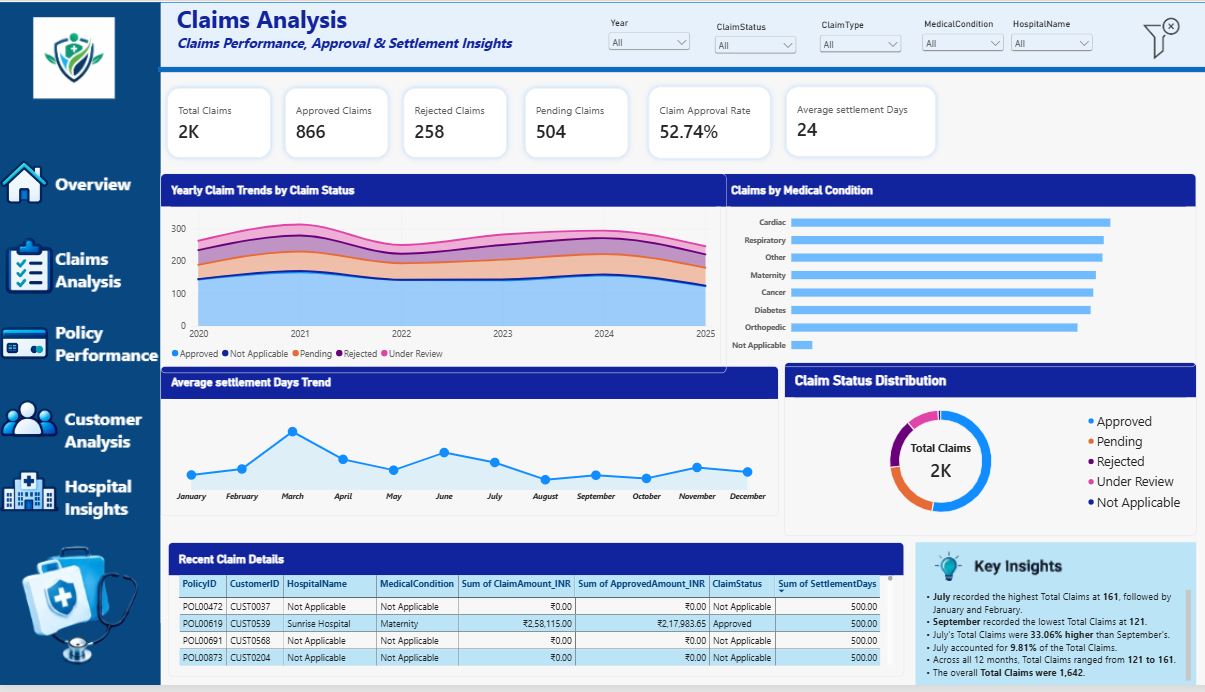 Claims Analysis
Claims Performance, Approval & Settlement Insights
Year
All
ClaimStatus
All
ClaimType
All
MedicalCondition
All
HospitalName
All
Overview
Claims
Analysis
Policy
Performance
Customer
Analysis
Hospital
Insights
Total Claims
2K
Approved Claims
866
Rejected Claims
258
Pending Claims
504
Claim Approval Rate
52.74%
Average settlement Days
24
Yearly Claim Trends by Claim Status
300
200
100
0
2020 2021 2022 2023 2024 2025
Approved Not Applicable Pending Rejected Under Review
Claims by Medical Condition
Cardiac
Respiratory
Other
Maternity
Cancer
Diabetes
Orthopedic
Not Applicable
Average settlement Days Trend
January February March April May June July August September October November December
Claim Status Distribution
Total Claims
2K
Approved
Pending
Rejected
Under Review
Not Applicable
Recent Claim Details
PolicyID CustomerID HospitalName MedicalCondition Sum of ClaimAmount_INR Sum of ApprovedAmount_INR ClaimStatus Sum of SettlementDays
POL00472 CUST0037 Not Applicable Not Applicable ₹0.00 ₹0.00 Not Applicable 500.00
POL00619 CUST0539 Sunrise Hospital Maternity ₹2,58,115.00 ₹2,17,983.65 Approved 500.00
POL00691 CUST0568 Not Applicable Not Applicable ₹0.00 ₹0.00 Not Applicable 500.00
POL00873 CUST0204 Not Applicable Not Applicable ₹0.00 ₹0.00 Not Applicable 500.00
Key Insights
• July recorded the highest Total Claims at 161, followed by
January and February.
• September recorded the lowest Total Claims at 121.
• July's Total Claims were 33.06% higher than September's.
• July accounted for 9.81% of the Total Claims.
• Across all 12 months, Total Claims ranged from 121 to 161.
• The overall Total Claims were 1,642.